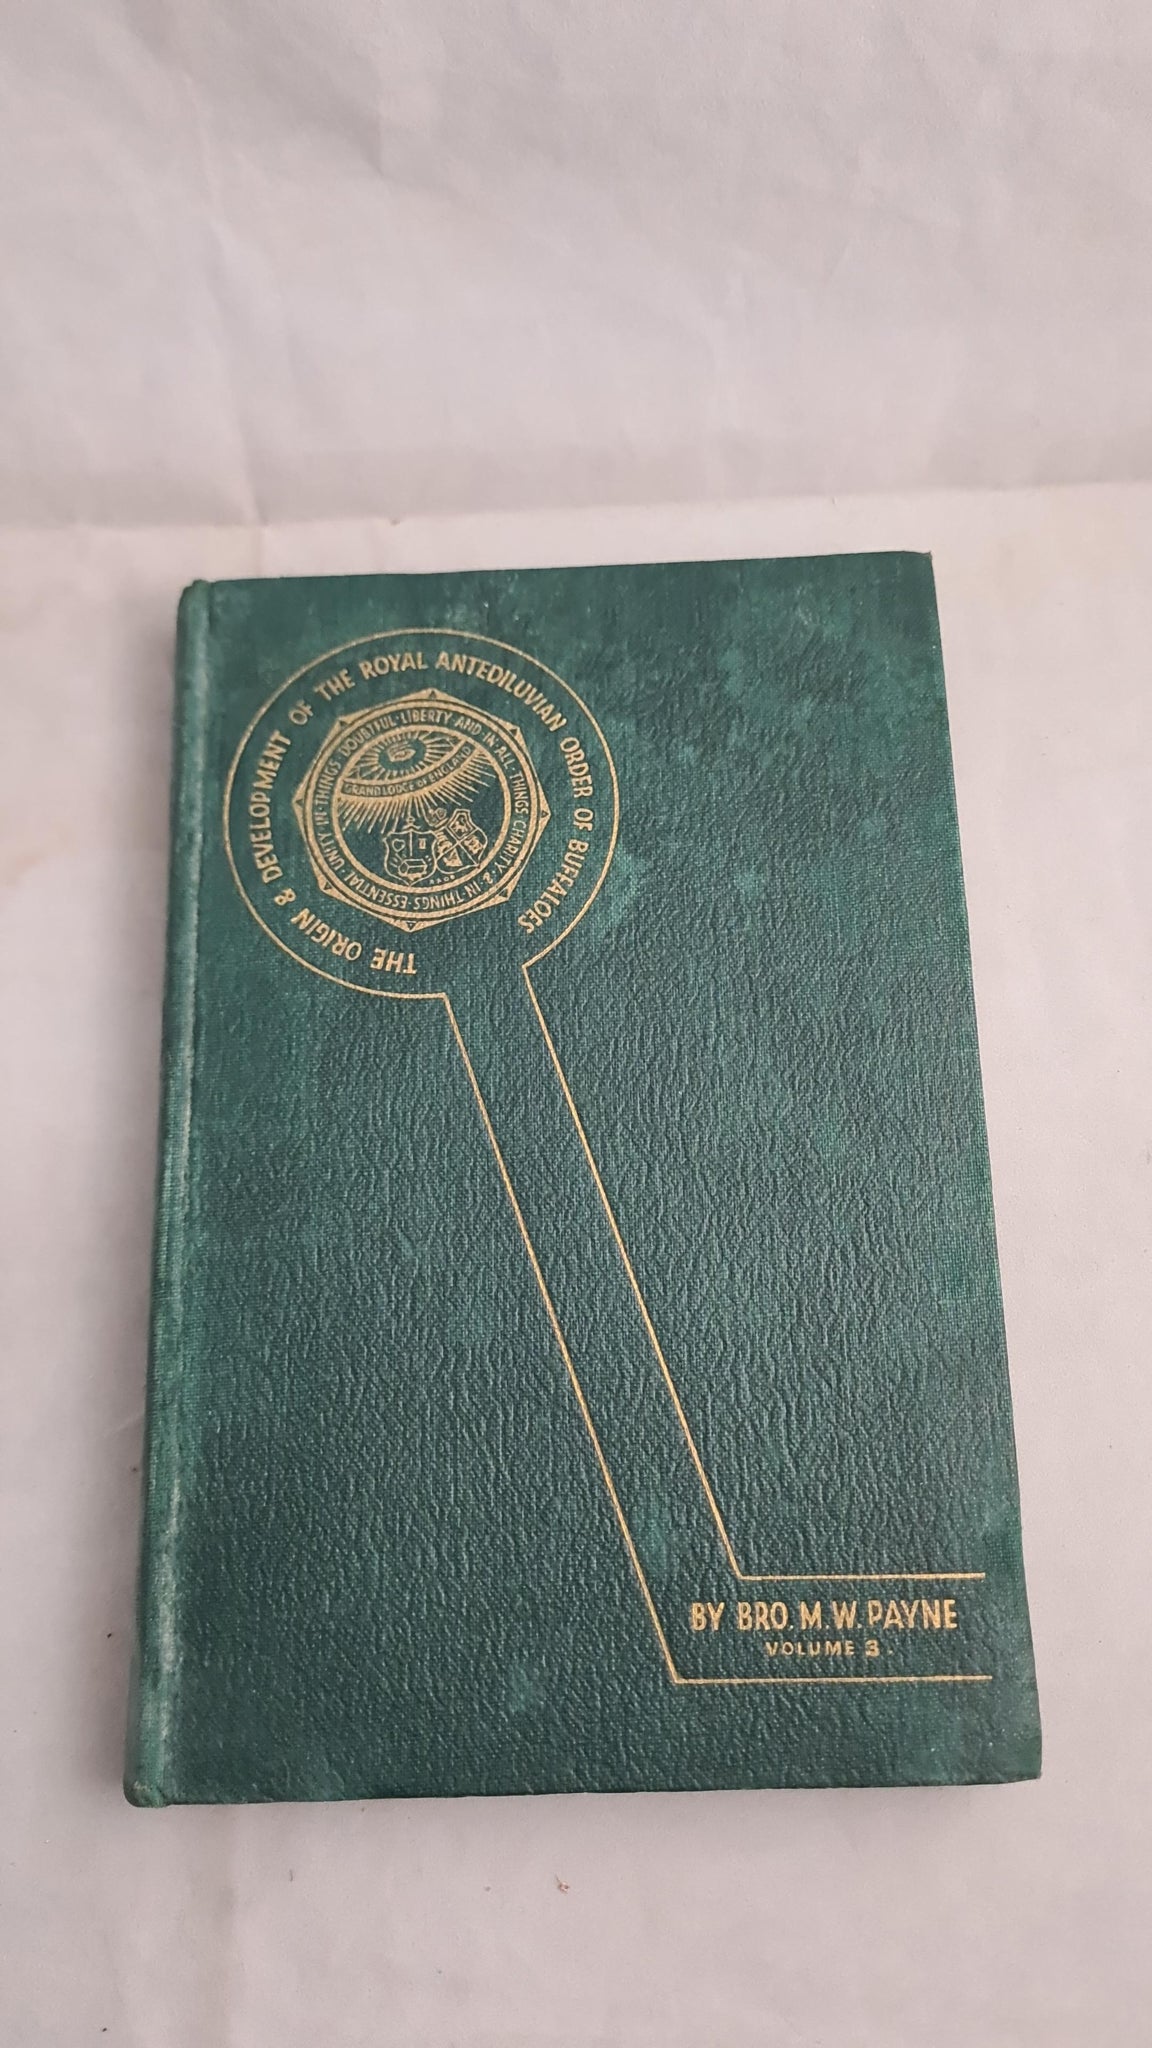 THE ORIGIN & DEVELOPMENT OF THE ROYAL ANTEDILUVIAN ORDER OF BUFFALOES
UNITY·IN·THINGS·DOUBTFUL·LIBERTY·AND·IN·ALL·THINGS·CHARITY·&·IN·THINGS·ESSENTIAL·
GRAND LODGE OF ENGLAND
RAOB
BY BRO. M. W. PAYNE
VOLUME 3.